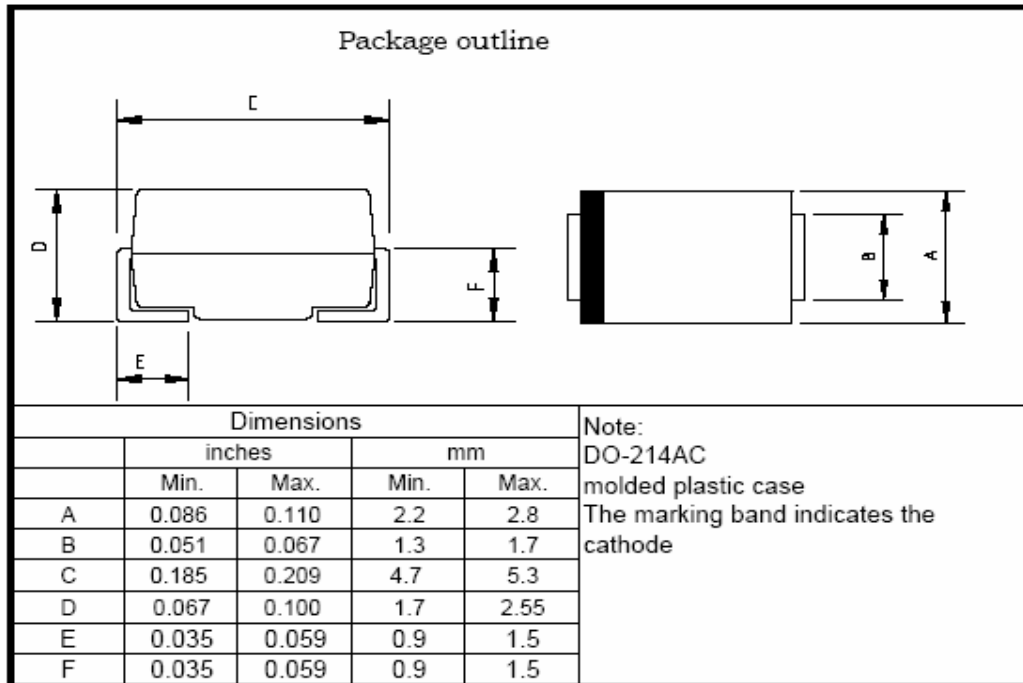 Package outline
C
D
F
E
B
A
Dimensions
inches mm
Min. Max. Min. Max.
A 0.086 0.110 2.2 2.8
B 0.051 0.067 1.3 1.7
C 0.185 0.209 4.7 5.3
D 0.067 0.100 1.7 2.55
E 0.035 0.059 0.9 1.5
F 0.035 0.059 0.9 1.5
Note:
DO-214AC
molded plastic case
The marking band indicates the
cathode